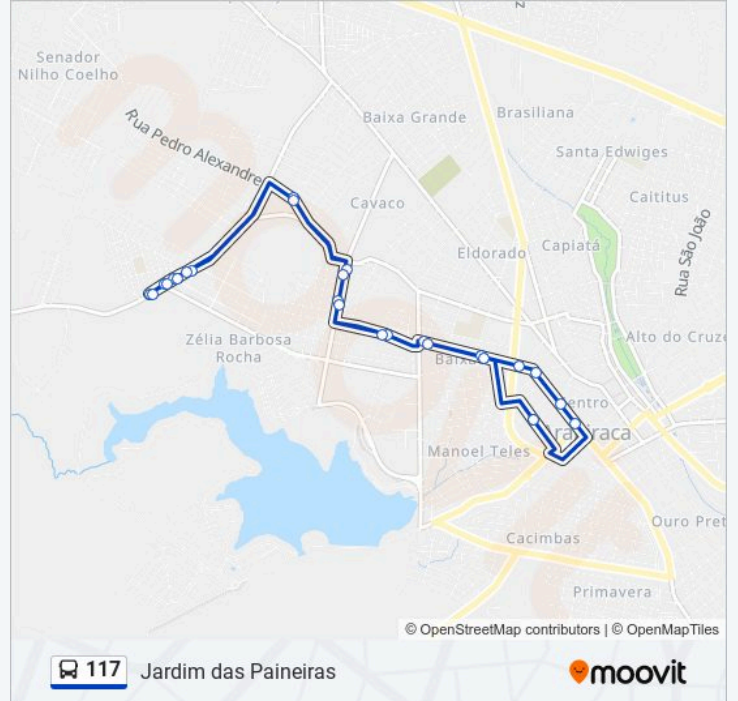 Z
Senador
Nilho Coelho
Rua Pedro Alexandre
Baixa Grande
Brasiliana
Santa Edwiges
Cavaco
Caititus
Rua São João
Eldorado
Capiatá
Zélia Barbosa
Rocha
Alto do Cruze
Baixa
entro
Arapiraca
Manoel Teles
Ouro Pret
Cacimbas
Primavera
© OpenStreetMap contributors | © OpenMapTiles
117 Jardim das Paineiras moovit